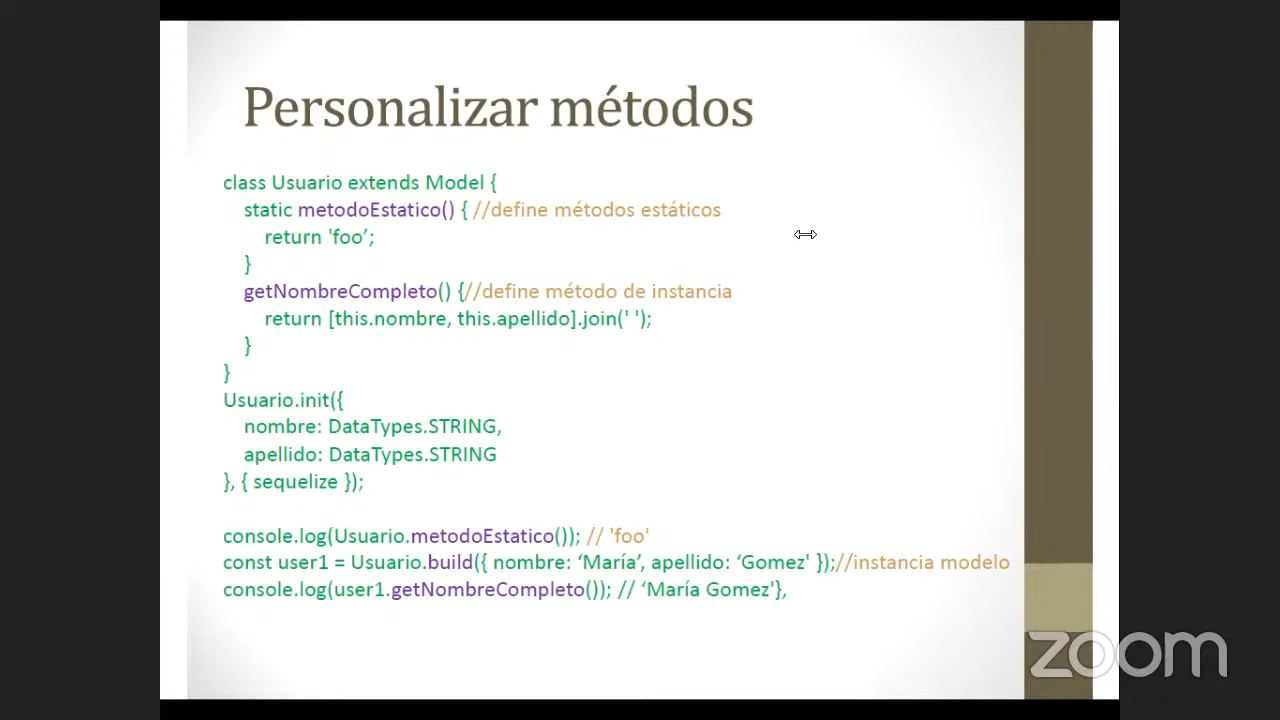 Personalizar métodos
class Usuario extends Model {
static metodoEstatico() { //define métodos estáticos
return 'foo’;
}
getNombreCompleto() {//define método de instancia
return [this.nombre, this.apellido].join(' ');
}
}
Usuario.init({
nombre: DataTypes.STRING,
apellido: DataTypes.STRING
}, { sequelize });
console.log(Usuario.metodoEstatico()); // 'foo'
const user1 = Usuario.build({ nombre: ‘María’, apellido: ‘Gomez' });//instancia modelo
console.log(user1.getNombreCompleto()); // ‘María Gomez'},
zoom